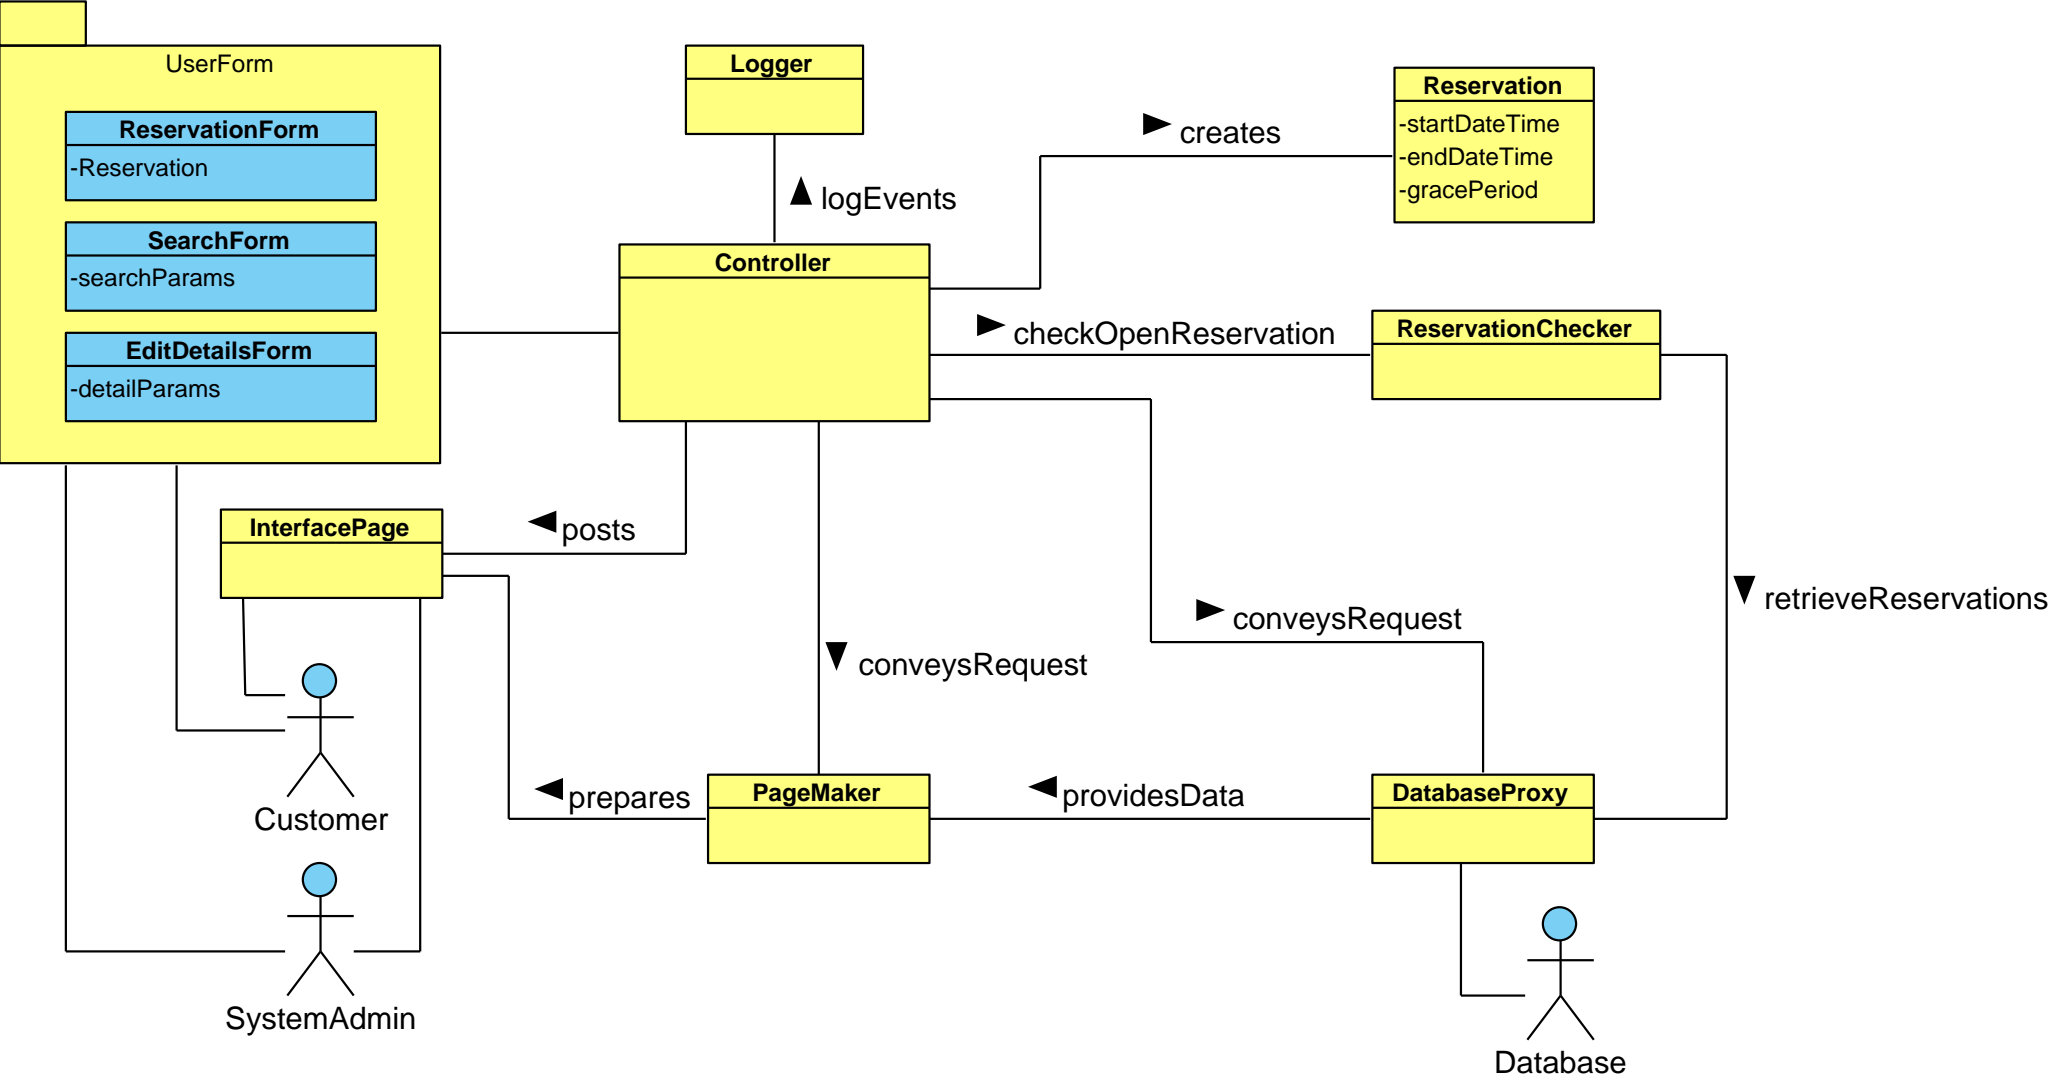 UserForm
ReservationForm
-Reservation
SearchForm
-searchParams
EditDetailsForm
-detailParams
Logger
logEvents
Controller
creates
Reservation
-startDateTime
-endDateTime
-gracePeriod
checkOpenReservation
ReservationChecker
InterfacePage
posts
conveysRequest
conveysRequest
retrieveReservations
Customer
prepares
PageMaker
providesData
DatabaseProxy
SystemAdmin
Database